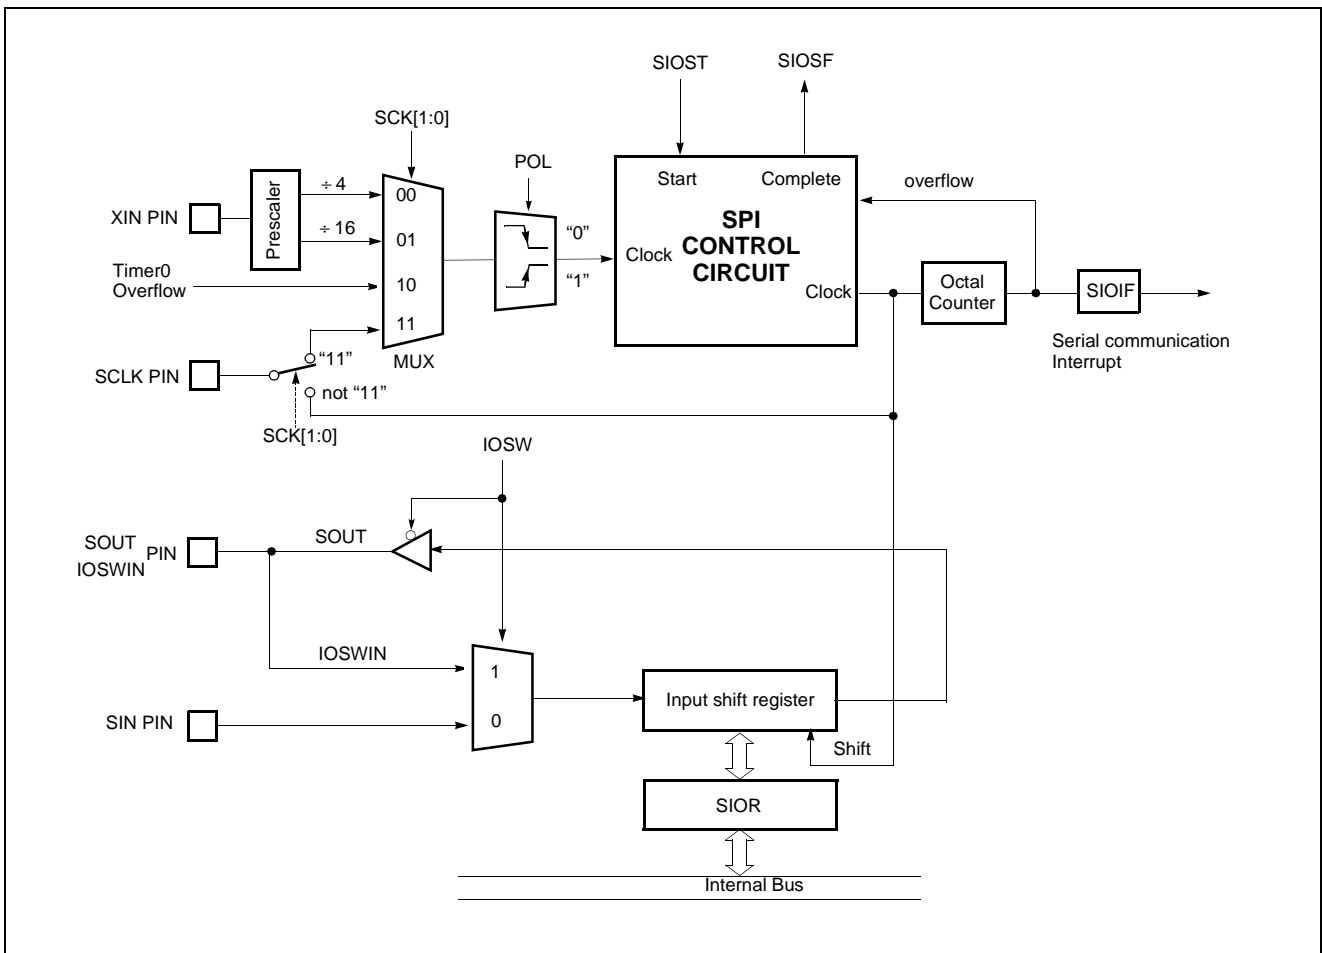 SIOST
SIOSF
SCK[1:0]
POL
Start
Complete
overflow
XIN PIN
Prescaler
÷ 4
÷ 16
00
01
10
11
MUX
“0”
“1”
Clock
SPI
CONTROL
CIRCUIT
Clock
Octal
Counter
SIOIF
Timer0
Overflow
Serial communication
Interrupt
SCLK PIN
“11”
not “11”
SCK[1:0]
IOSW
SOUT
IOSWIN
PIN
SOUT
IOSWIN
1
0
SIN PIN
Input shift register
Shift
SIOR
Internal Bus